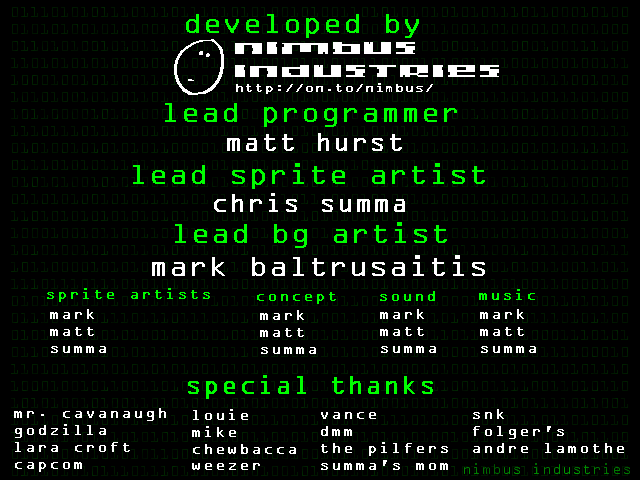 developed by
nimbus
industries
http://on.to/nimbus/
lead programmer
matt hurst
lead sprite artist
chris summa
lead bg artist
mark baltrusaitis
sprite artists concept sound music
mark mark mark mark
matt matt matt matt
summa summa summa summa
special thanks
mr. cavanaugh louie vance snk
godzilla mike dmm folger's
lara croft chewbacca the pilfers andre lamothe
capcom weezer summa's mom
nimbus industries